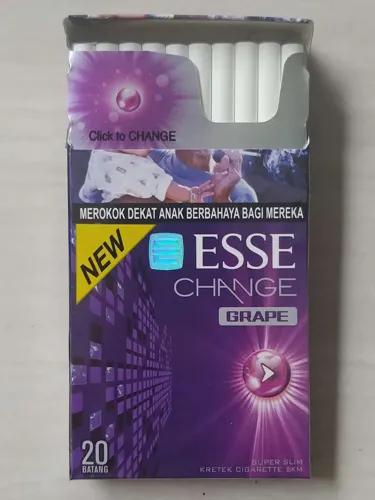 Click to CHANGE
MEROKOK DEKAT ANAK BERBAHAYA BAGI MEREKA
NEW
ESSE
CHANGE
GRAPE
20
BATANG
SUPER SLIM
KRETEK CIGARETTE SKM